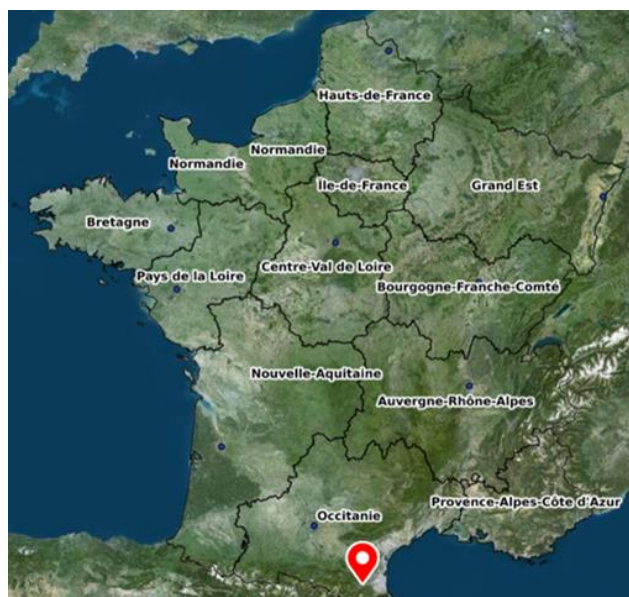 Hauts-de-France
Normandie
Normandie
Île-de-France
Grand Est
Bretagne
Pays de la Loire
Centre-Val de Loire
Bourgogne-Franche-Comté
Nouvelle-Aquitaine
Auvergne-Rhône-Alpes
Provence-Alpes-Côte d'Azur
Occitanie